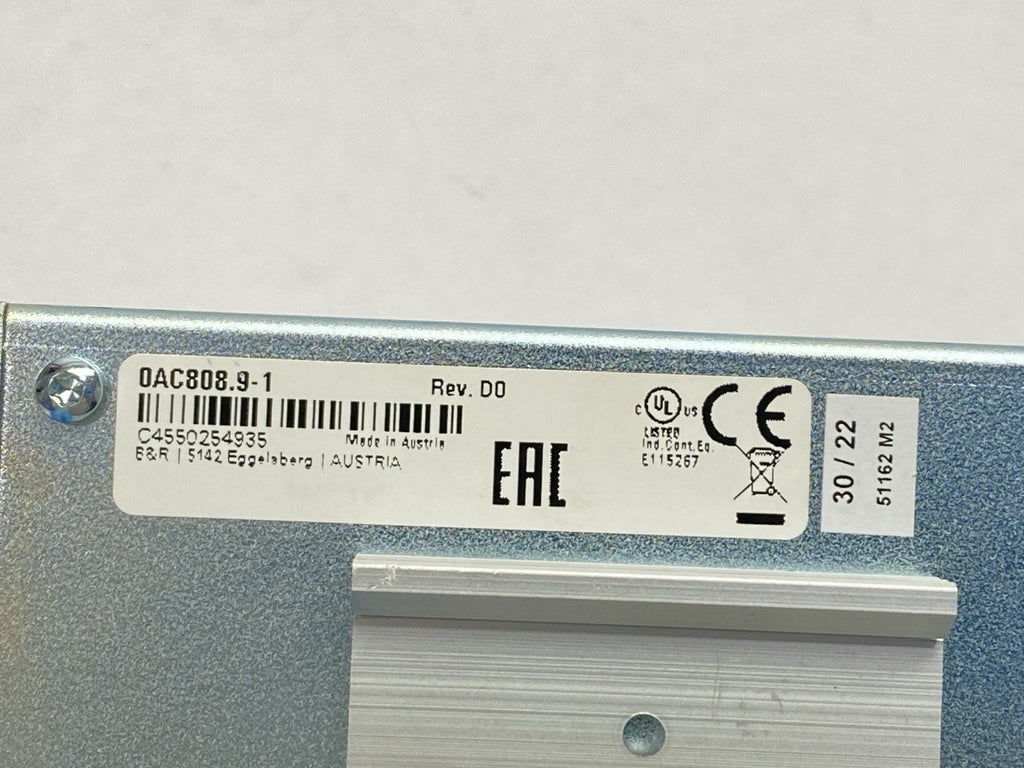 0AC808.9-1
Rev. D0
C4550254935
Made in Austria
B&R | 5142 Eggelsberg | AUSTRIA
EAC
C UL US
LISTED
Ind.Cont.Eq.
E115267
CE
30 / 22
51162 M2